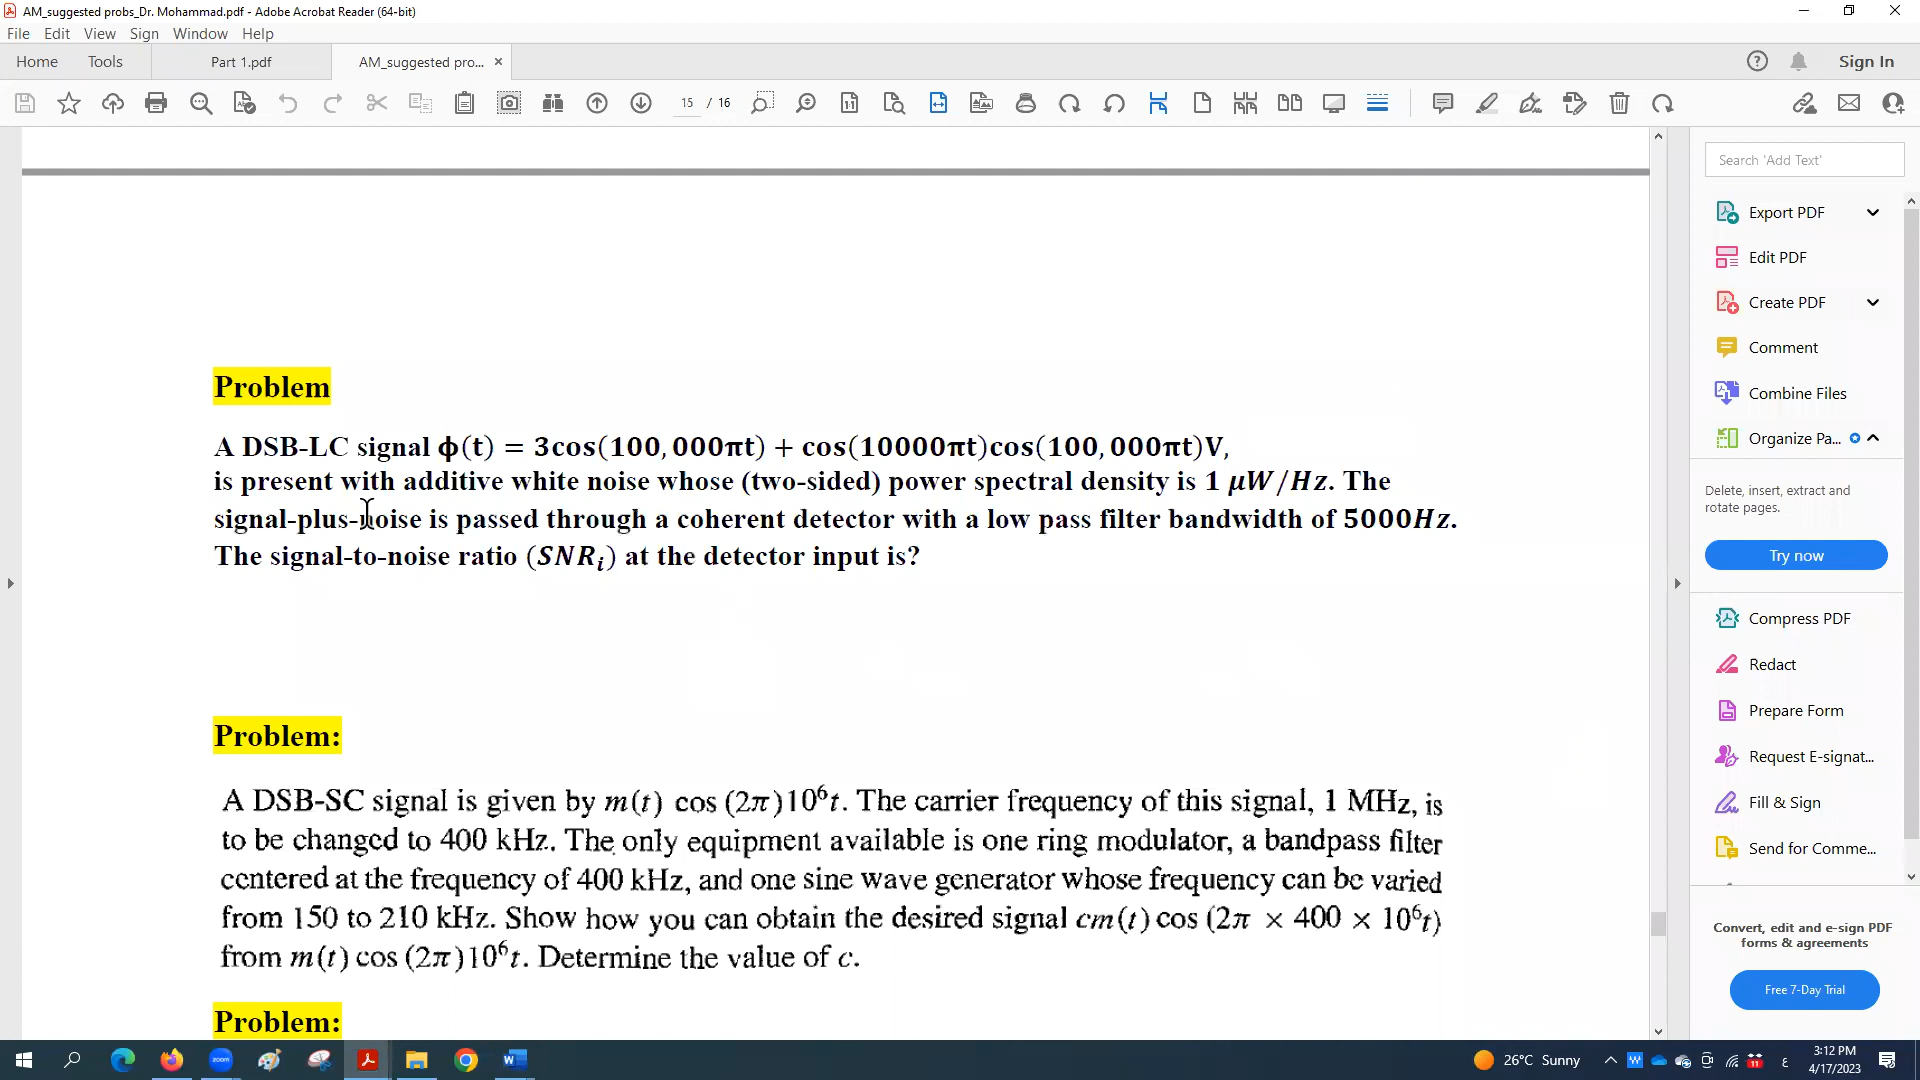 AM_suggested probs_Dr. Mohammad.pdf - Adobe Acrobat Reader (64-bit)
File Edit View Sign Window Help
Home Tools Part 1.pdf AM_suggested pro... × Sign In
15 / 16
Search 'Add Text'
Export PDF
Edit PDF
Create PDF
Comment
Combine Files
Organize Pa...
Delete, insert, extract and
rotate pages.
Try now
Compress PDF
Redact
Prepare Form
Request E-signat...
Fill & Sign
Send for Comme...
Convert, edit and e-sign PDF
forms & agreements
Free 7-Day Trial
Problem
A DSB-LC signal ϕ(t) = 3cos(100,000πt) + cos(10000πt)cos(100,000πt)V,
is present with additive white noise whose (two-sided) power spectral density is 1 μW/Hz. The
signal-plus-noise is passed through a coherent detector with a low pass filter bandwidth of 5000Hz.
The signal-to-noise ratio (SNRᵢ) at the detector input is?
Problem:
A DSB-SC signal is given by m(t) cos (2π)10⁶t. The carrier frequency of this signal, 1 MHz, is
to be changed to 400 kHz. The only equipment available is one ring modulator, a bandpass filter
centered at the frequency of 400 kHz, and one sine wave generator whose frequency can be varied
from 150 to 210 kHz. Show how you can obtain the desired signal cm(t) cos (2π × 400 × 10⁶t)
from m(t) cos (2π)10⁶t. Determine the value of c.
Problem:
26°C Sunny
ع
3:12 PM
4/17/2023